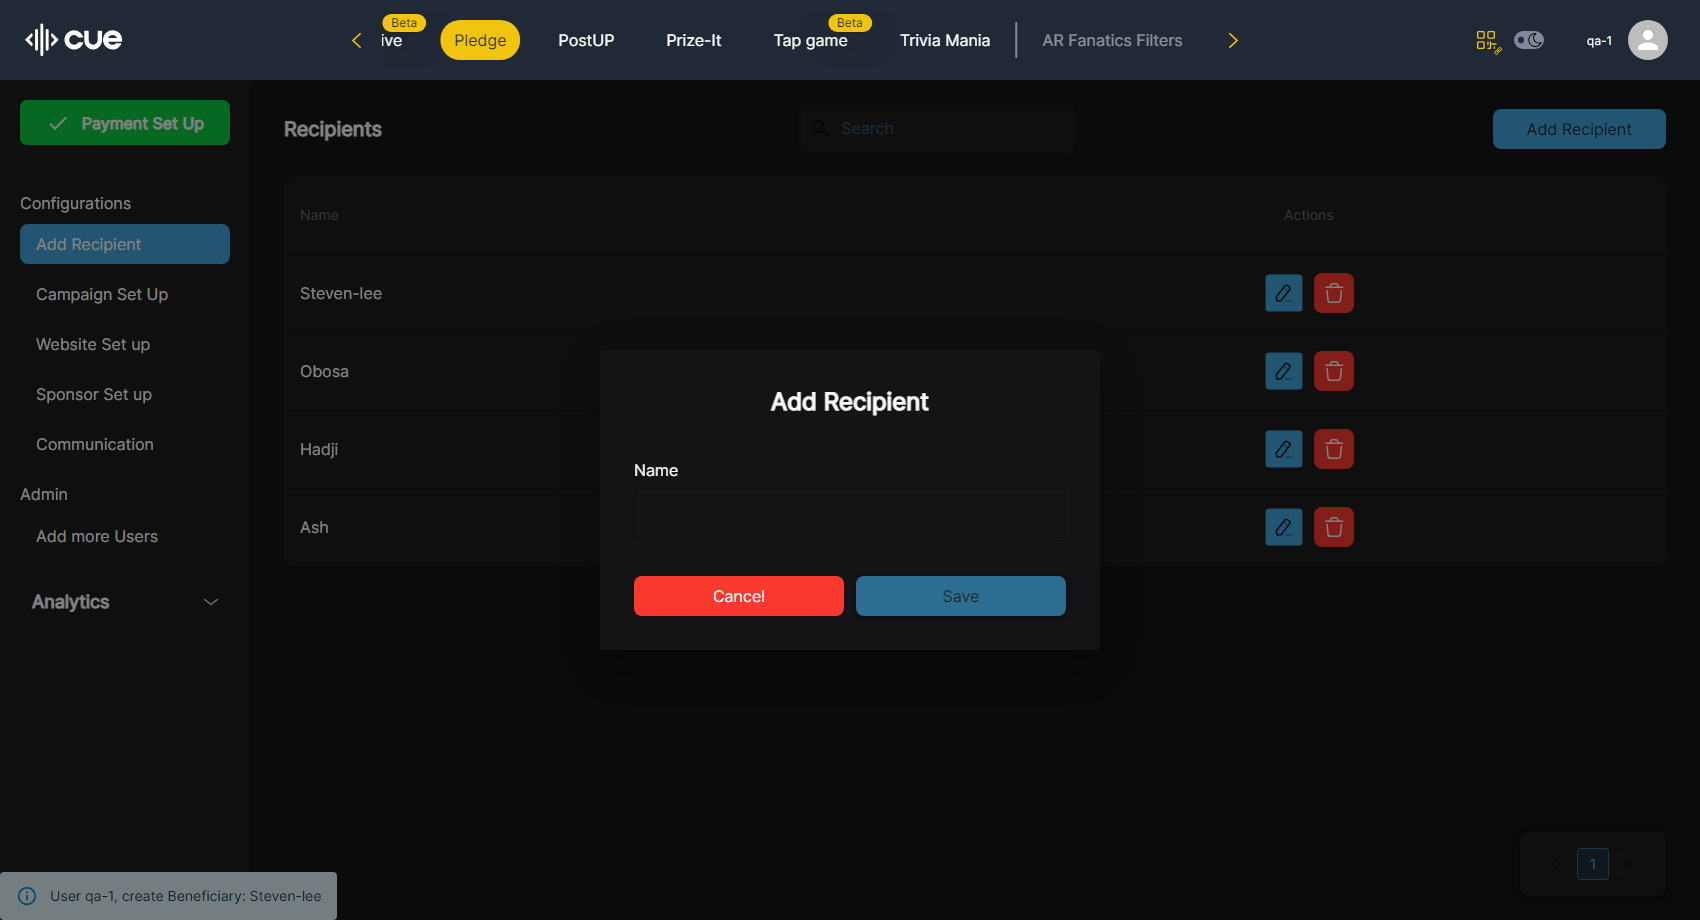 cue
ive
Beta
Pledge
PostUP
Prize-It
Tap game
Beta
Trivia Mania
AR Fanatics Filters
qa-1
Payment Set Up
Configurations
Add Recipient
Campaign Set Up
Website Set up
Sponsor Set up
Communication
Admin
Add more Users
Analytics
Recipients
Search
Add Recipient
Name
Actions
Steven-lee
Obosa
Hadji
Ash
Add Recipient
Name
Cancel
Save
1
User qa-1, create Beneficiary: Steven-lee